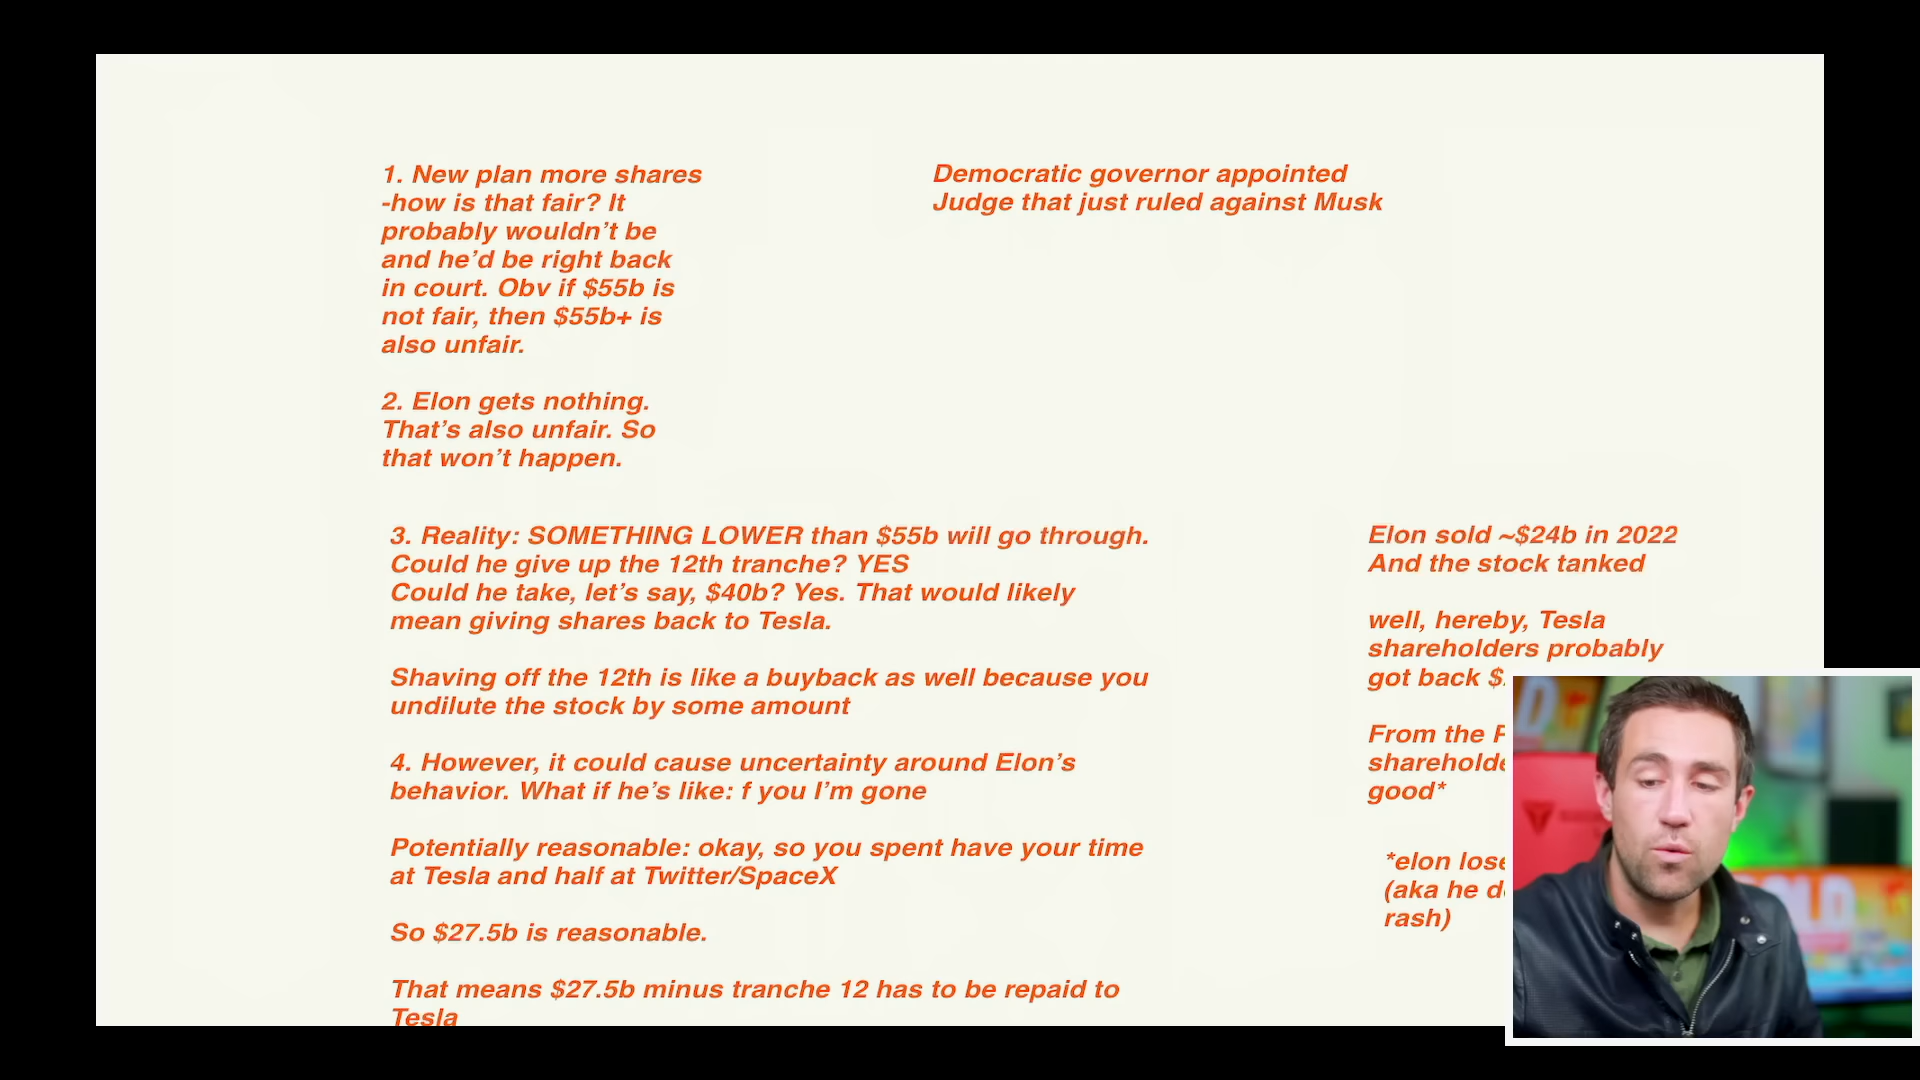 1. New plan more shares
-how is that fair? It
probably wouldn’t be
and he’d be right back
in court. Obv if $55b is
not fair, then $55b+ is
also unfair.
2. Elon gets nothing.
That’s also unfair. So
that won’t happen.
Democratic governor appointed
Judge that just ruled against Musk
3. Reality: SOMETHING LOWER than $55b will go through.
Could he give up the 12th tranche? YES
Could he take, let’s say, $40b? Yes. That would likely
mean giving shares back to Tesla.
Shaving off the 12th is like a buyback as well because you
undilute the stock by some amount
4. However, it could cause uncertainty around Elon’s
behavior. What if he’s like: f you I’m gone
Potentially reasonable: okay, so you spent have your time
at Tesla and half at Twitter/SpaceX
So $27.5b is reasonable.
That means $27.5b minus tranche 12 has to be repaid to
Tesla
Elon sold ~$24b in 2022
And the stock tanked
well, hereby, Tesla
shareholders probably
got back
From the
good*
*elon
(aka he
rash)